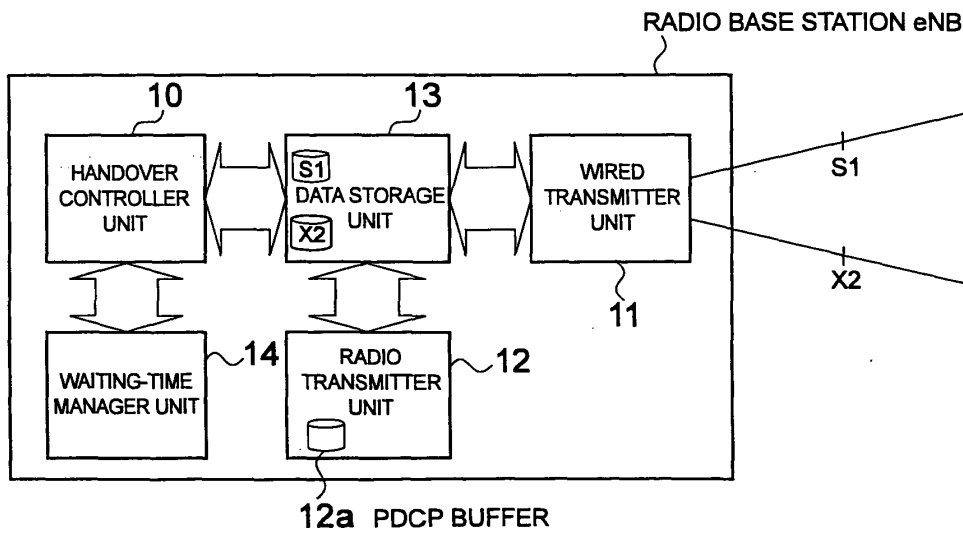 RADIO BASE STATION eNB
10
13
HANDOVER
CONTROLLER
UNIT
S1
DATA STORAGE
UNIT
X2
WIRED
TRANSMITTER
UNIT
S1
X2
11
14
12
WAITING-TIME
MANAGER UNIT
RADIO
TRANSMITTER
UNIT
12a PDCP BUFFER